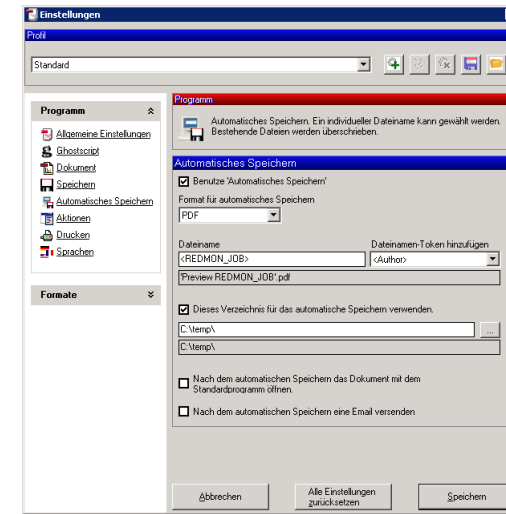 Einstellungen
Profil
Standard
Programm
Allgemeine Einstellungen
Ghostscript
Dokument
Speichern
Automatisches Speichern
Aktionen
Drucken
Sprachen
Formate
Programm
Automatisches Speichern. Ein individueller Dateiname kann gewählt werden.
Bestehende Dateien werden überschrieben.
Automatisches Speichern
Benutze 'Automatisches Speichern'
Format für automatisches Speichern
PDF
Dateiname
Dateinamen-Token hinzufügen
<REDMON_JOB>
<Author>
'Preview REDMON_JOB'.pdf
Dieses Verzeichnis für das automatische Speichern verwenden.
C:\temp\
...
C:\temp\
Nach dem automatischen Speichern das Dokument mit dem
Standardprogramm öffnen.
Nach dem automatischen Speichern eine Email versenden
Abbrechen
Alle Einstellungen
zurücksetzen
Speichern